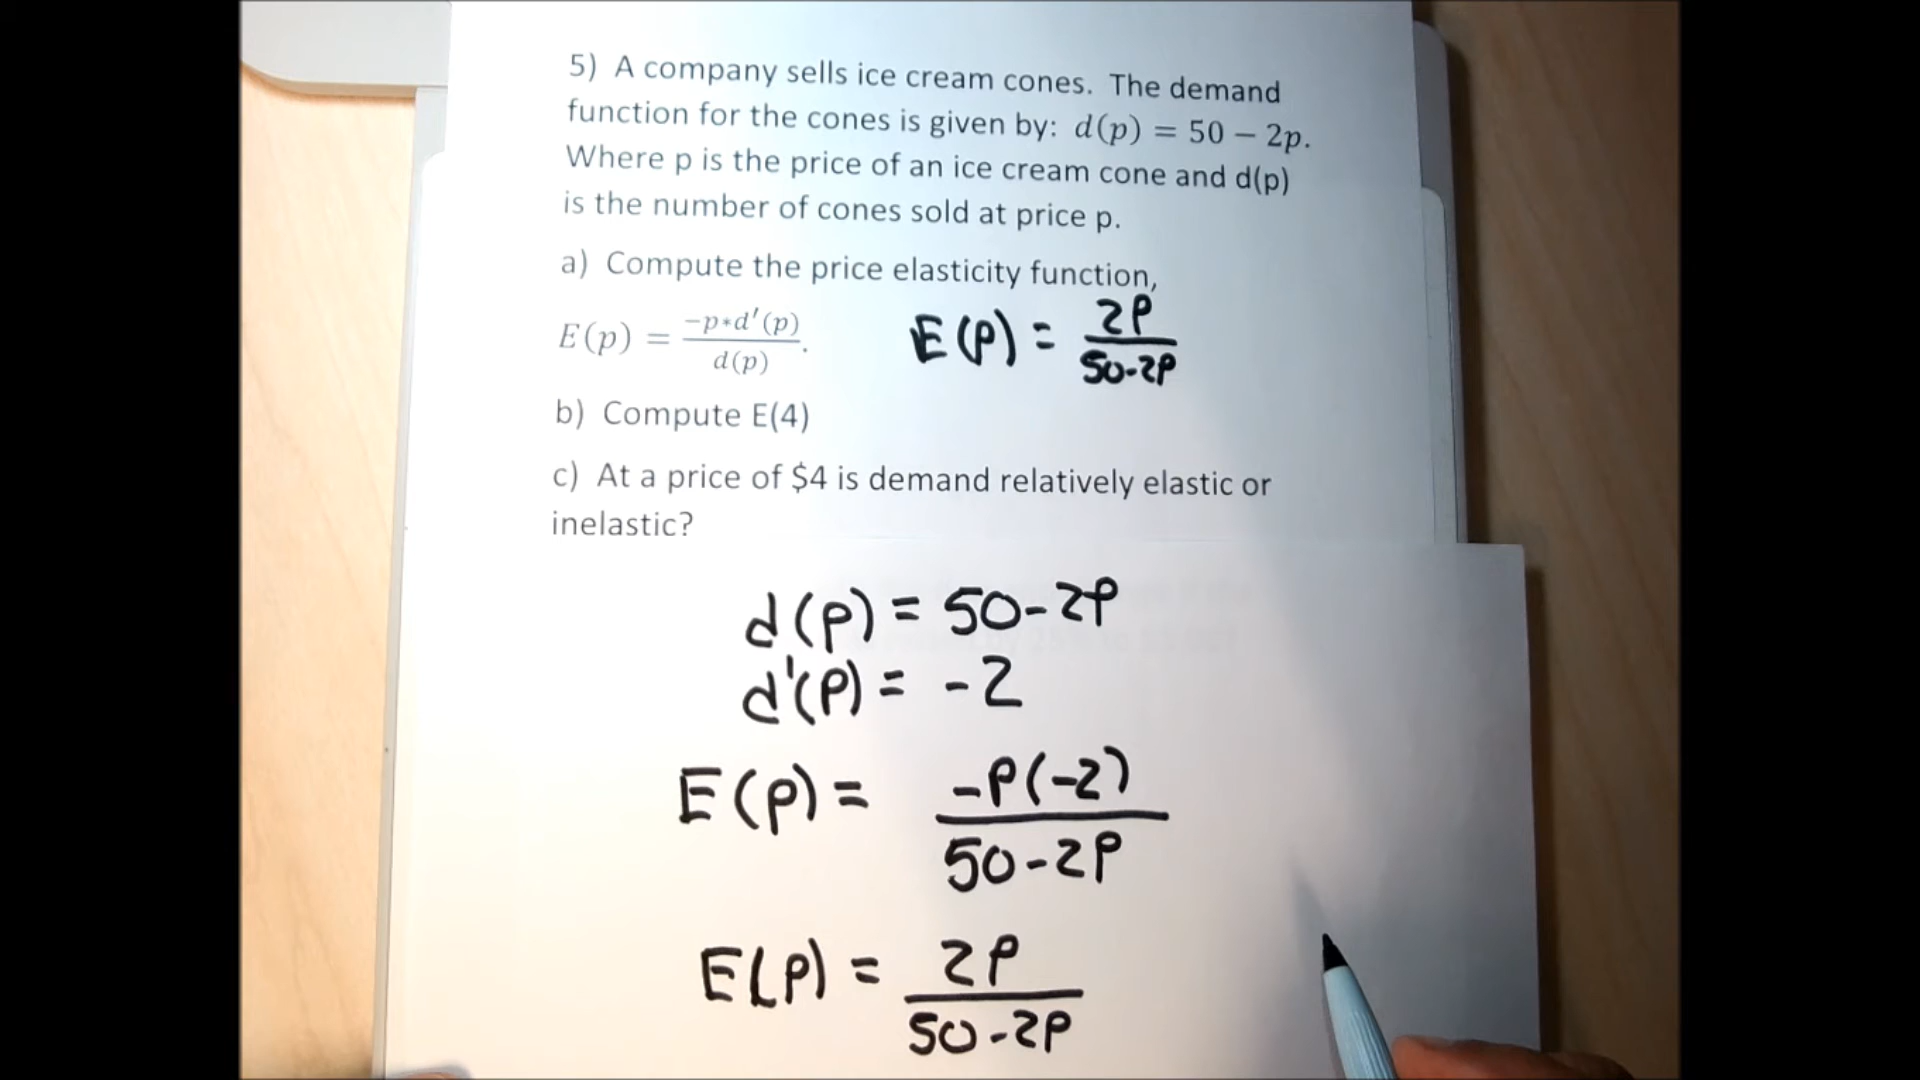 5) A company sells ice cream cones. The demand
function for the cones is given by: d(p) = 50 − 2p.
Where p is the price of an ice cream cone and d(p)
is the number of cones sold at price p.
a) Compute the price elasticity function,
E(p) = −p*d′(p) / d(p). E(P) = 2P / 50-2P
b) Compute E(4)
c) At a price of $4 is demand relatively elastic or
inelastic?
d(p) = 50-2P
d'(P) = -2
E(p) = -P(-2) / 50-2P
E(p) = 2P / 50-2P